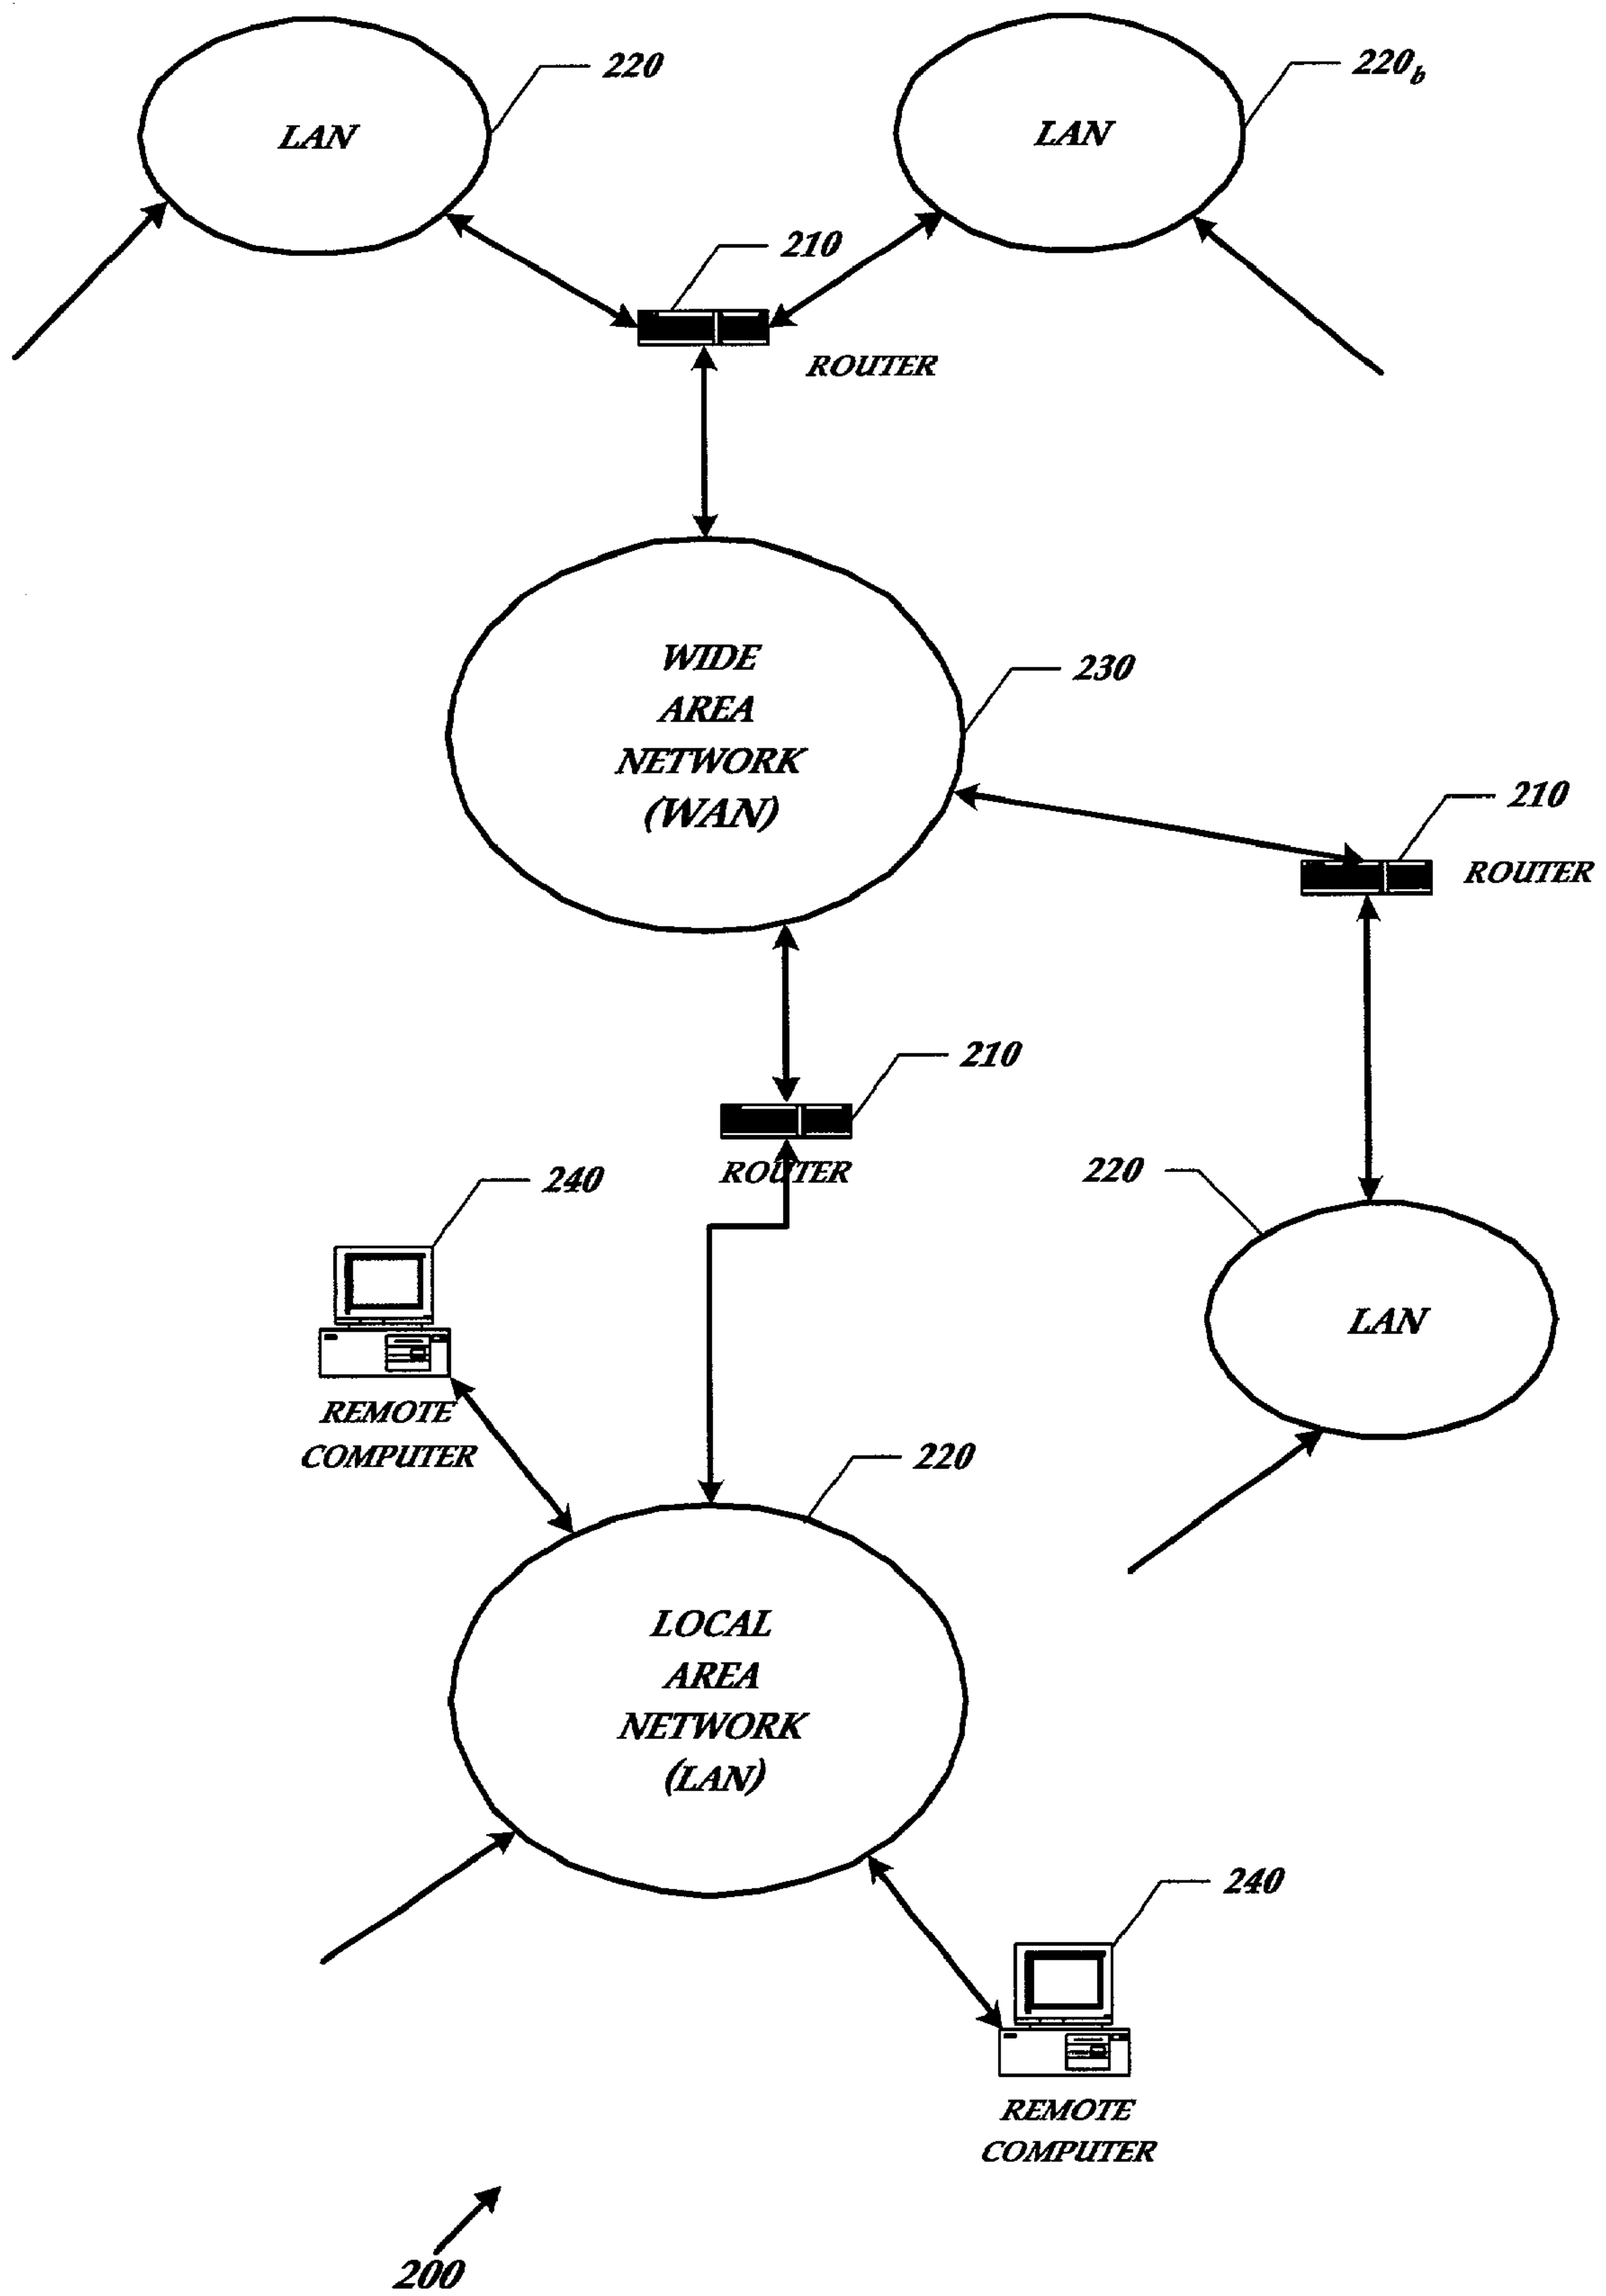 220
220b
LAN
LAN
210
ROUTER
WIDE
AREA
NETWORK
(WAN)
230
210
ROUTER
210
ROUTER
240
REMOTE
COMPUTER
220
LAN
220
LOCAL
AREA
NETWORK
(LAN)
240
REMOTE
COMPUTER
200